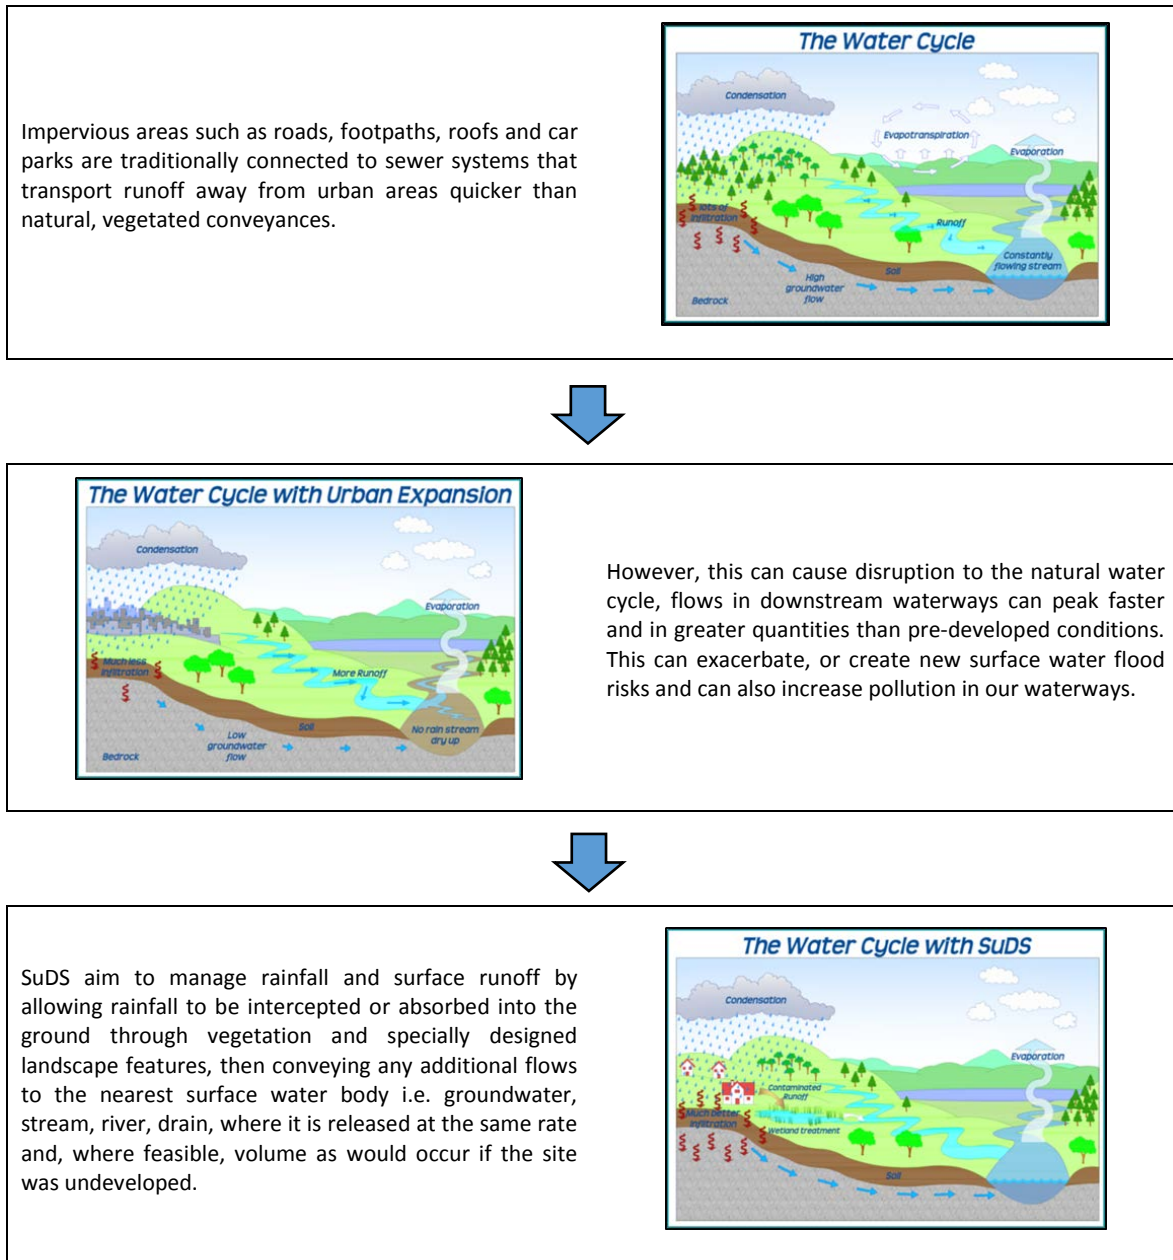 Impervious areas such as roads, footpaths, roofs and car
parks are traditionally connected to sewer systems that
transport runoff away from urban areas quicker than
natural, vegetated conveyances.
The Water Cycle
Condensation
Evapotranspiration
Evaporation
lots of
infiltration
Runoff
Constantly
flowing stream
Soil
High
groundwater
flow
Bedrock
The Water Cycle with Urban Expansion
Condensation
Evaporation
Much less
infiltration
More Runoff
Soil
No rain stream
dry up
Low
groundwater
flow
Bedrock
However, this can cause disruption to the natural water
cycle, flows in downstream waterways can peak faster
and in greater quantities than pre-developed conditions.
This can exacerbate, or create new surface water flood
risks and can also increase pollution in our waterways.
SuDS aim to manage rainfall and surface runoff by
allowing rainfall to be intercepted or absorbed into the
ground through vegetation and specially designed
landscape features, then conveying any additional flows
to the nearest surface water body i.e. groundwater,
stream, river, drain, where it is released at the same rate
and, where feasible, volume as would occur if the site
was undeveloped.
The Water Cycle with SuDS
Condensation
Evaporation
Contaminated
Runoff
Much better
infiltration
Wetland treatment
Soil